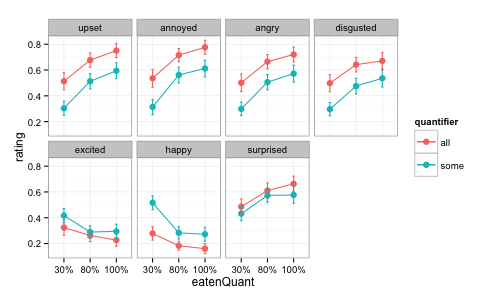 upset annoyed angry disgusted
0.8
0.6
0.4
0.2
rating
quantifier
all
some
excited happy surprised
0.8
0.6
0.4
0.2
30% 80% 100% 30% 80% 100% 30% 80% 100%
eatenQuant